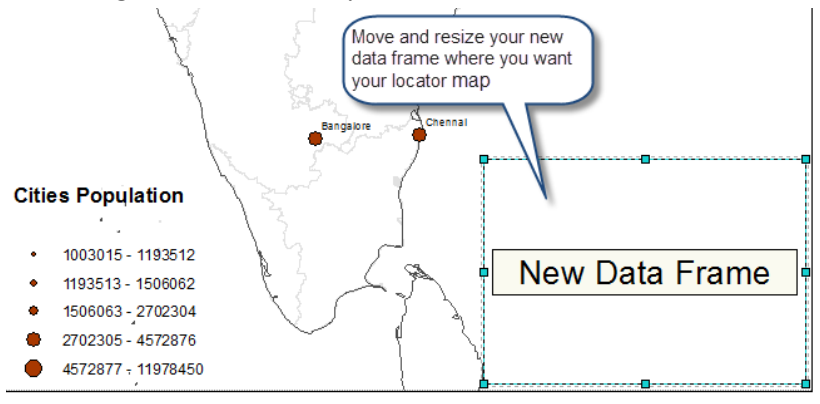 Move and resize your new
data frame where you want
your locator map
Bangalore
Chennai
Cities Population
1003015 - 1193512
1193513 - 1506062
1506063 - 2702304
2702305 - 4572876
4572877 - 11978450
New Data Frame